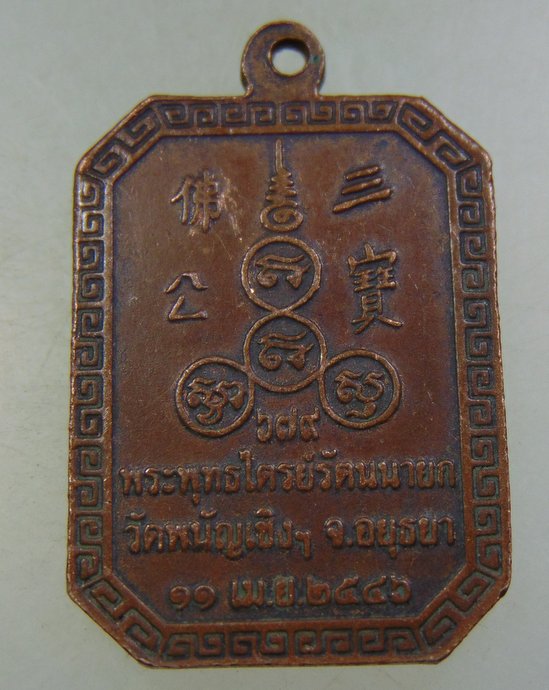 三寶
佛公
พระพุทธไตรย์รัตนนายก
วัดพนัญเชิงฯ จ.อยุธยา
๑๑ เม.ย.๒๕๔๖